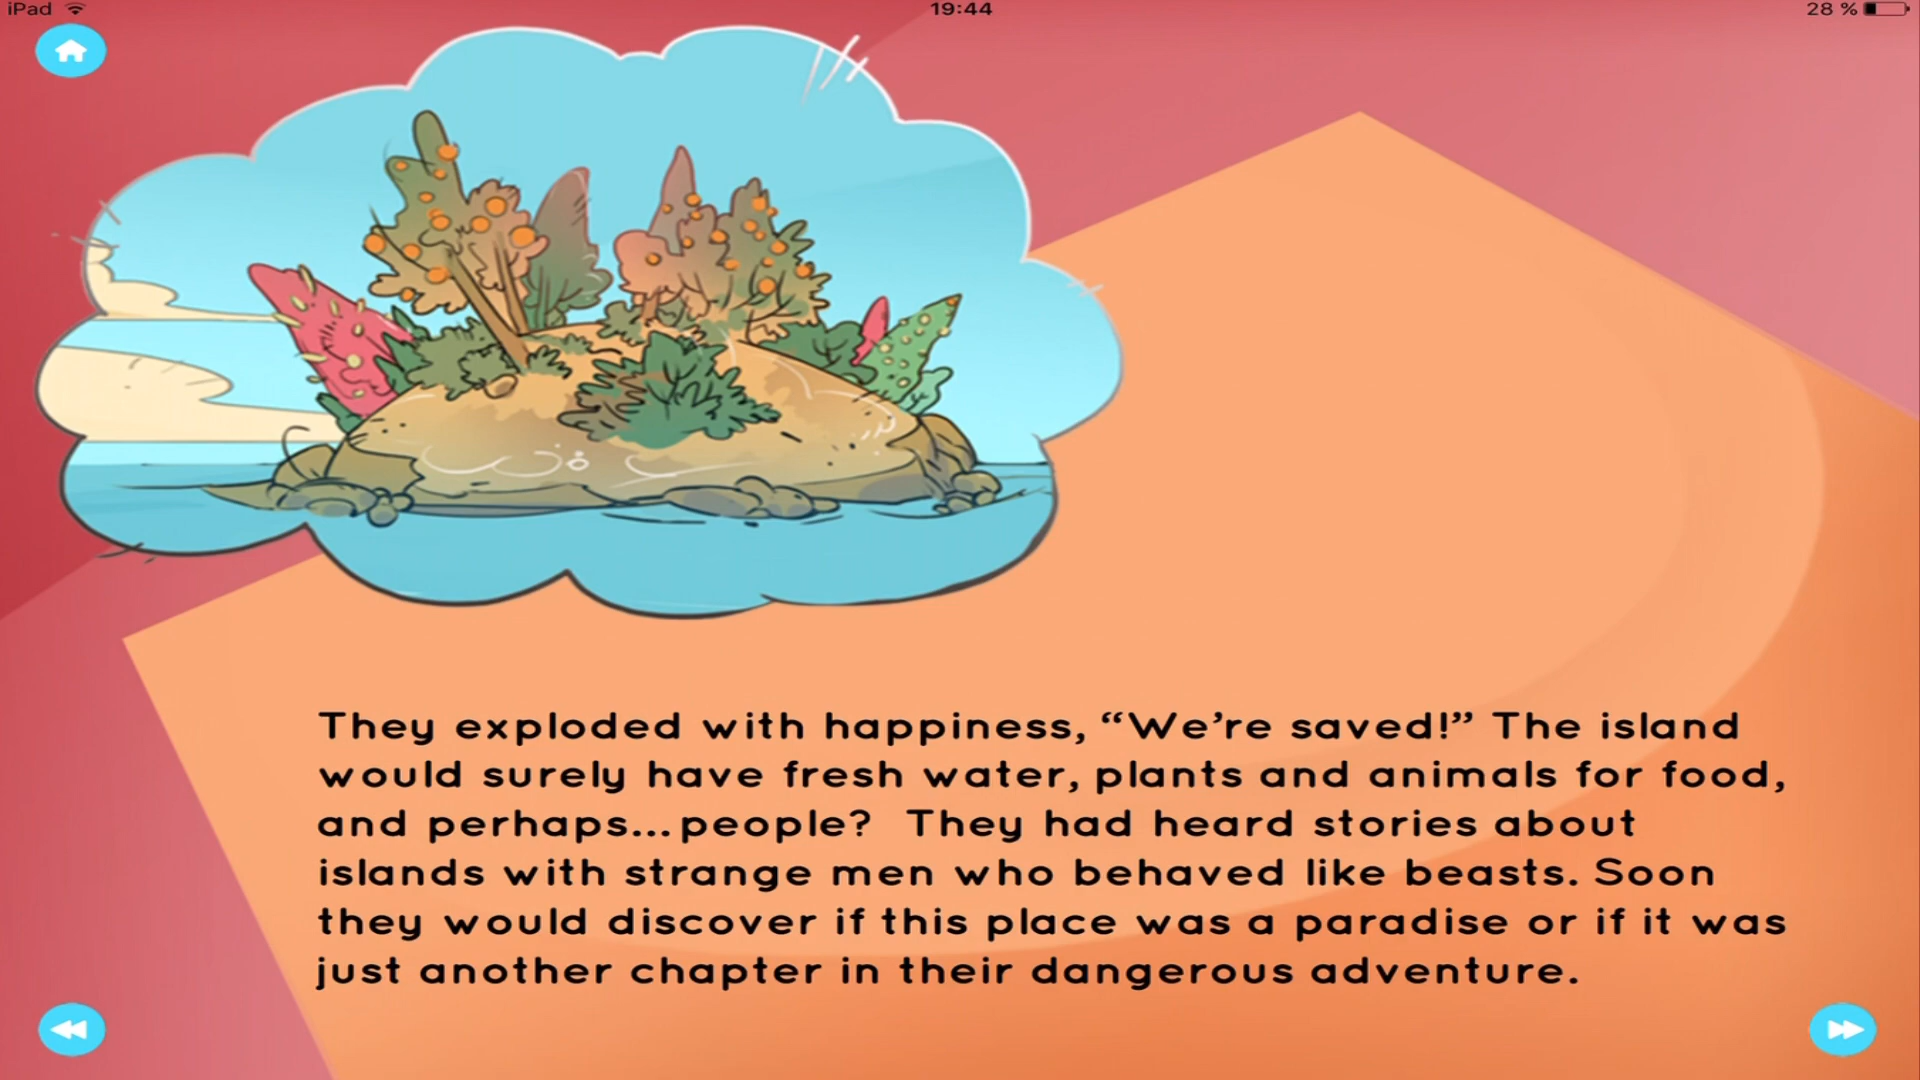 iPad 19:44 28 %
They exploded with happiness, “We’re saved!” The island
would surely have fresh water, plants and animals for food,
and perhaps...people? They had heard stories about
islands with strange men who behaved like beasts. Soon
they would discover if this place was a paradise or if it was
just another chapter in their dangerous adventure.